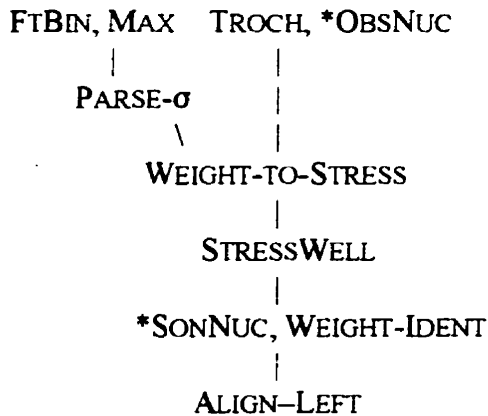 FTBIN, MAX TROCH, *OBSNUC
PARSE-σ
WEIGHT-TO-STRESS
STRESSWELL
*SONNUC, WEIGHT-IDENT
ALIGN–LEFT